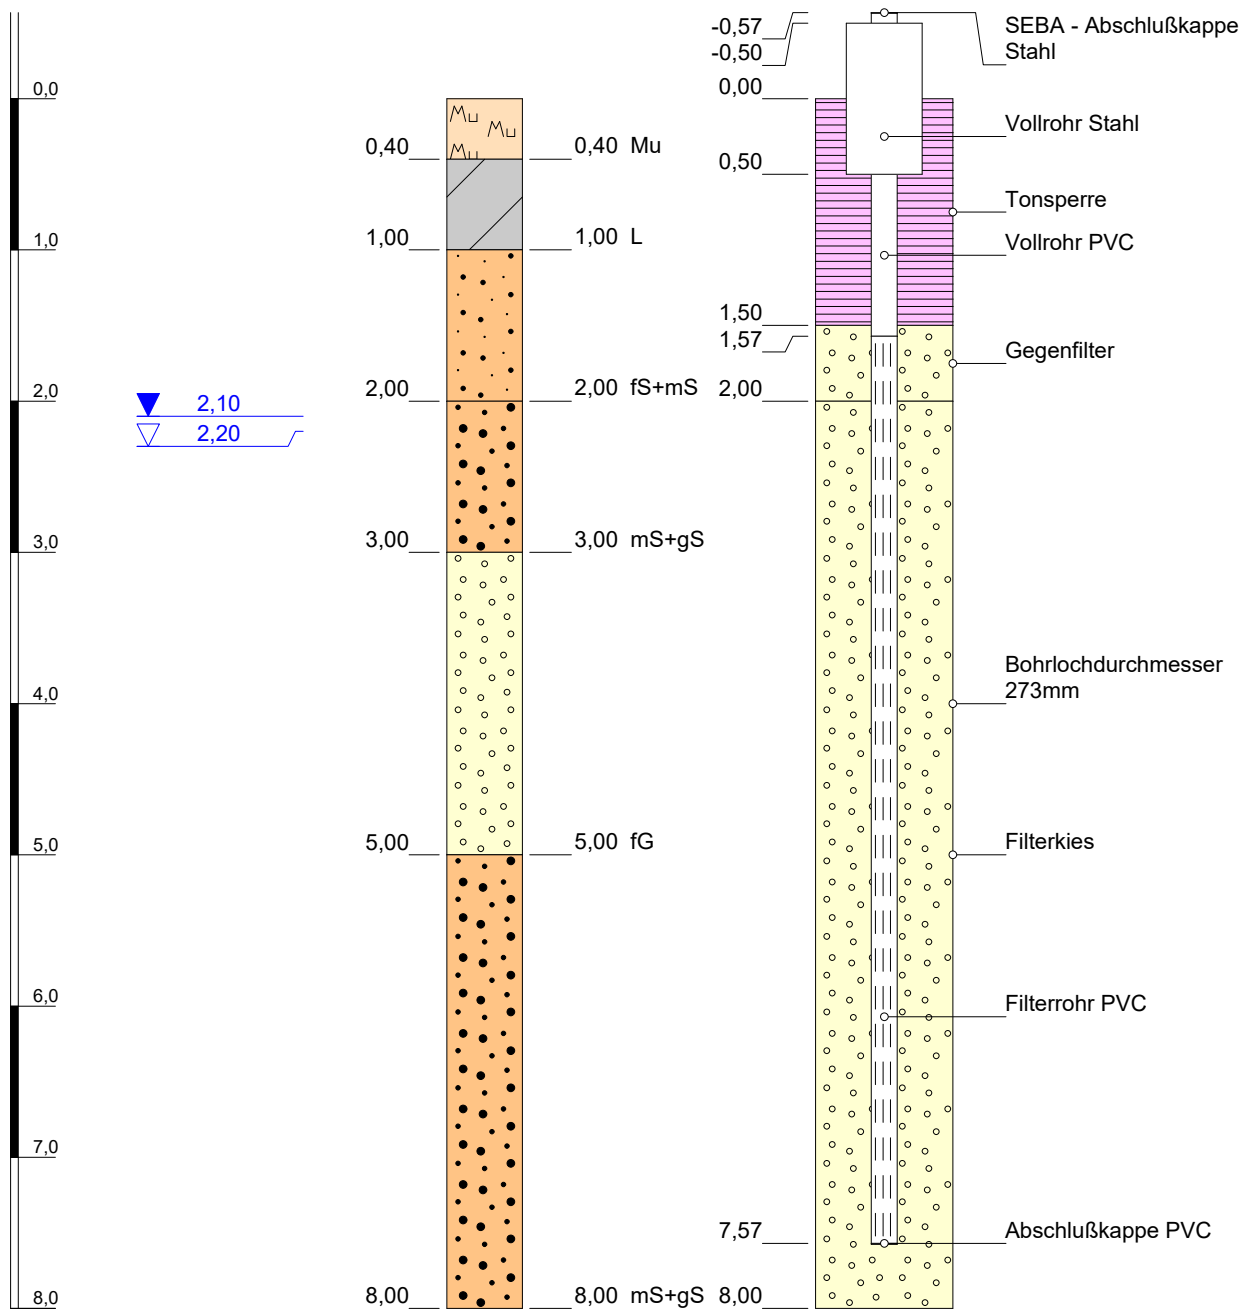 -0,57
SEBA - Abschlußkappe
Stahl
-0,50
0,0
0,00
Vollrohr Stahl
0,40
0,40 Mu
0,50
Tonsperre
1,0
1,00
1,00 L
Vollrohr PVC
1,50
1,57
Gegenfilter
2,0
2,00
2,00 fS+mS
2,00
2,10
2,20
3,0
3,00
3,00 mS+gS
Bohrlochdurchmesser
273mm
4,0
5,0
5,00
5,00 fG
Filterkies
6,0
Filterrohr PVC
7,0
7,57
Abschlußkappe PVC
8,0
8,00
8,00 mS+gS
8,00
Mu
Mu
Mu